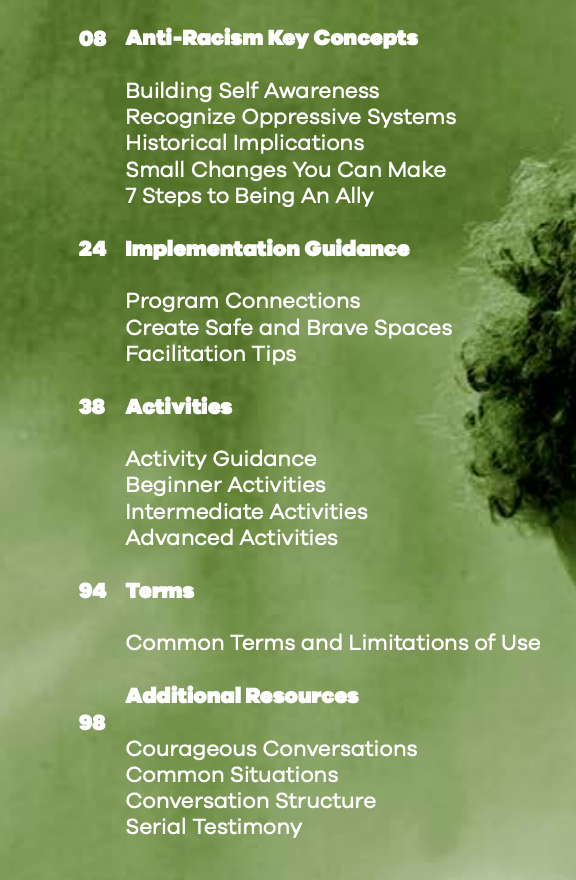 08 Anti-Racism Key Concepts
Building Self Awareness
Recognize Oppressive Systems
Historical Implications
Small Changes You Can Make
7 Steps to Being An Ally
24 Implementation Guidance
Program Connections
Create Safe and Brave Spaces
Facilitation Tips
38 Activities
Activity Guidance
Beginner Activities
Intermediate Activities
Advanced Activities
94 Terms
Common Terms and Limitations of Use
Additional Resources
98
Courageous Conversations
Common Situations
Conversation Structure
Serial Testimony